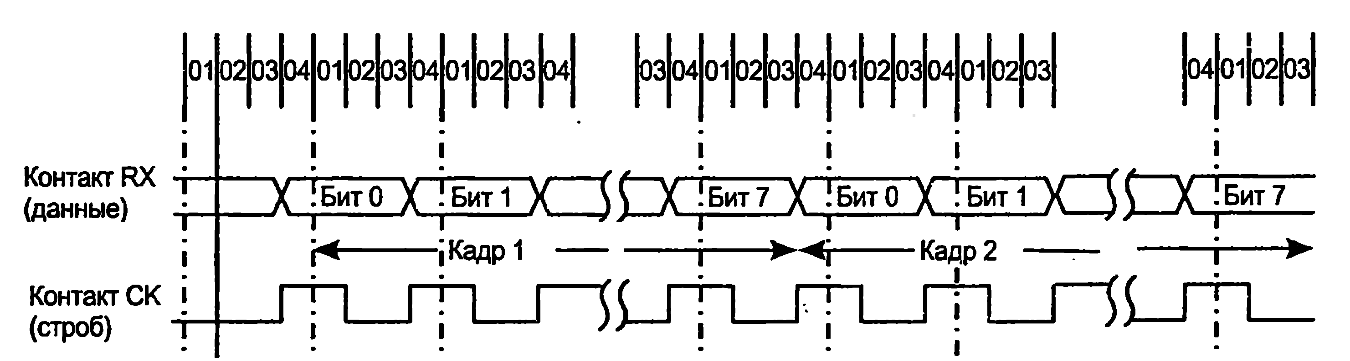 01 02 03 04 01 02 03 04 01 02 03 04 03 04 01 02 03 04 01 02 03 04 01 02 03 04 01 02 03
Контакт RX
(данные)
Бит 0 Бит 1 Бит 7 Бит 0 Бит 1 Бит 7
Кадр 1 Кадр 2
Контакт CK
(строб)